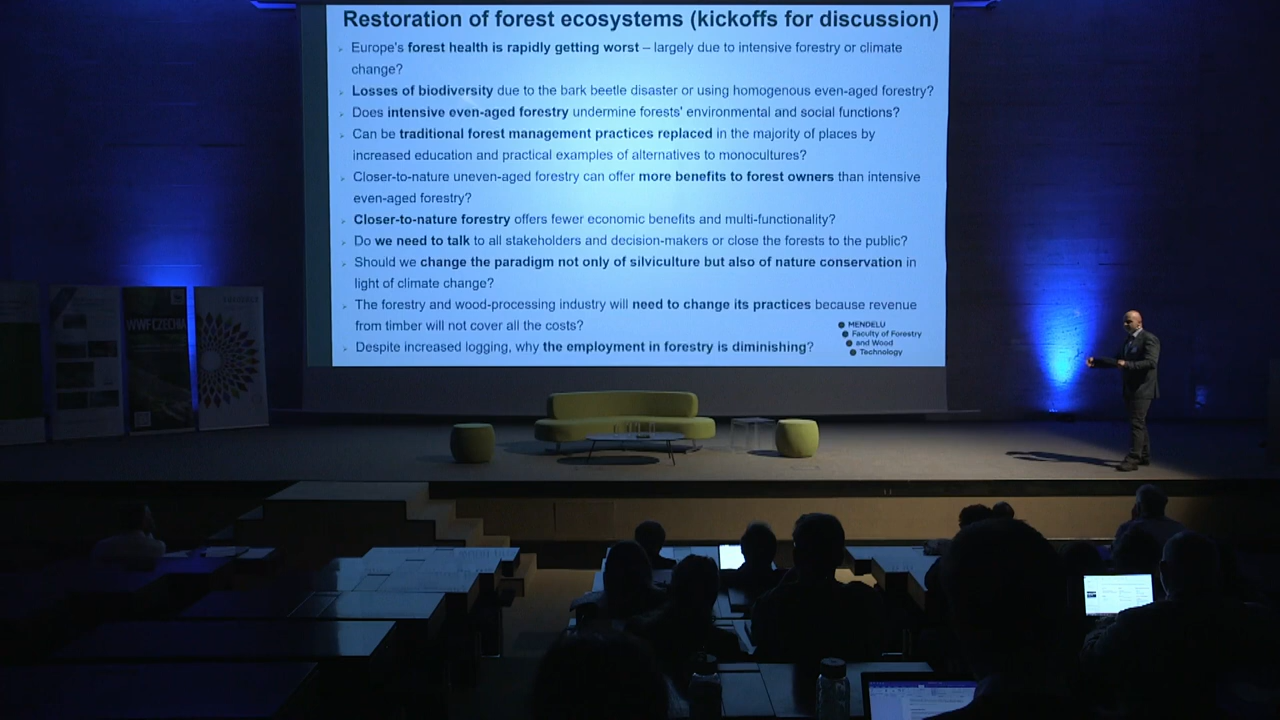 Restoration of forest ecosystems (kickoffs for discussion)
Europe's forest health is rapidly getting worst – largely due to intensive forestry or climate
change?
Losses of biodiversity due to the bark beetle disaster or using homogenous even-aged forestry?
Does intensive even-aged forestry undermine forests' environmental and social functions?
Can be traditional forest management practices replaced in the majority of places by
increased education and practical examples of alternatives to monocultures?
Closer-to-nature uneven-aged forestry can offer more benefits to forest owners than intensive
even-aged forestry?
Closer-to-nature forestry offers fewer economic benefits and multi-functionality?
Do we need to talk to all stakeholders and decision-makers or close the forests to the public?
Should we change the paradigm not only of silviculture but also of nature conservation in
light of climate change?
The forestry and wood-processing industry will need to change its practices because revenue
from timber will not cover all the costs?
Despite increased logging, why the employment in forestry is diminishing?
MENDELU
Faculty of Forestry
and Wood
Technology
WWF CZECHIA